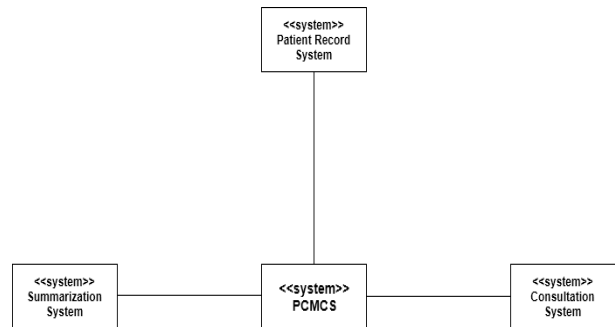 <<system>>
Patient Record
System
<<system>>
Summarization
System
<<system>>
PCMCS
<<system>>
Consultation
System